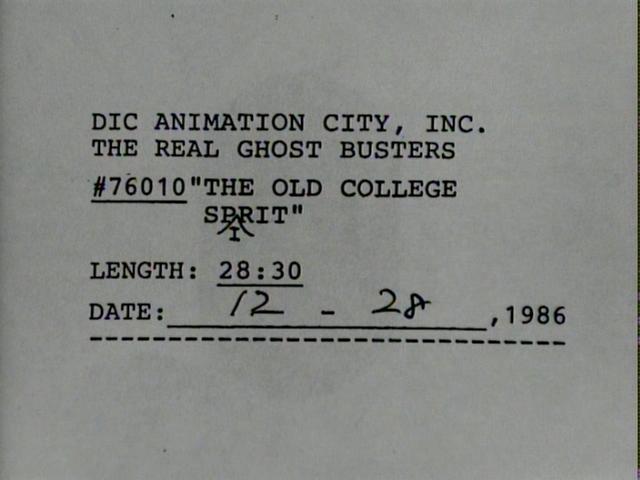 DIC ANIMATION CITY, INC.
THE REAL GHOST BUSTERS
#76010 "THE OLD COLLEGE
SPRIT"
I
LENGTH: 28:30
DATE: 12 - 28, 1986